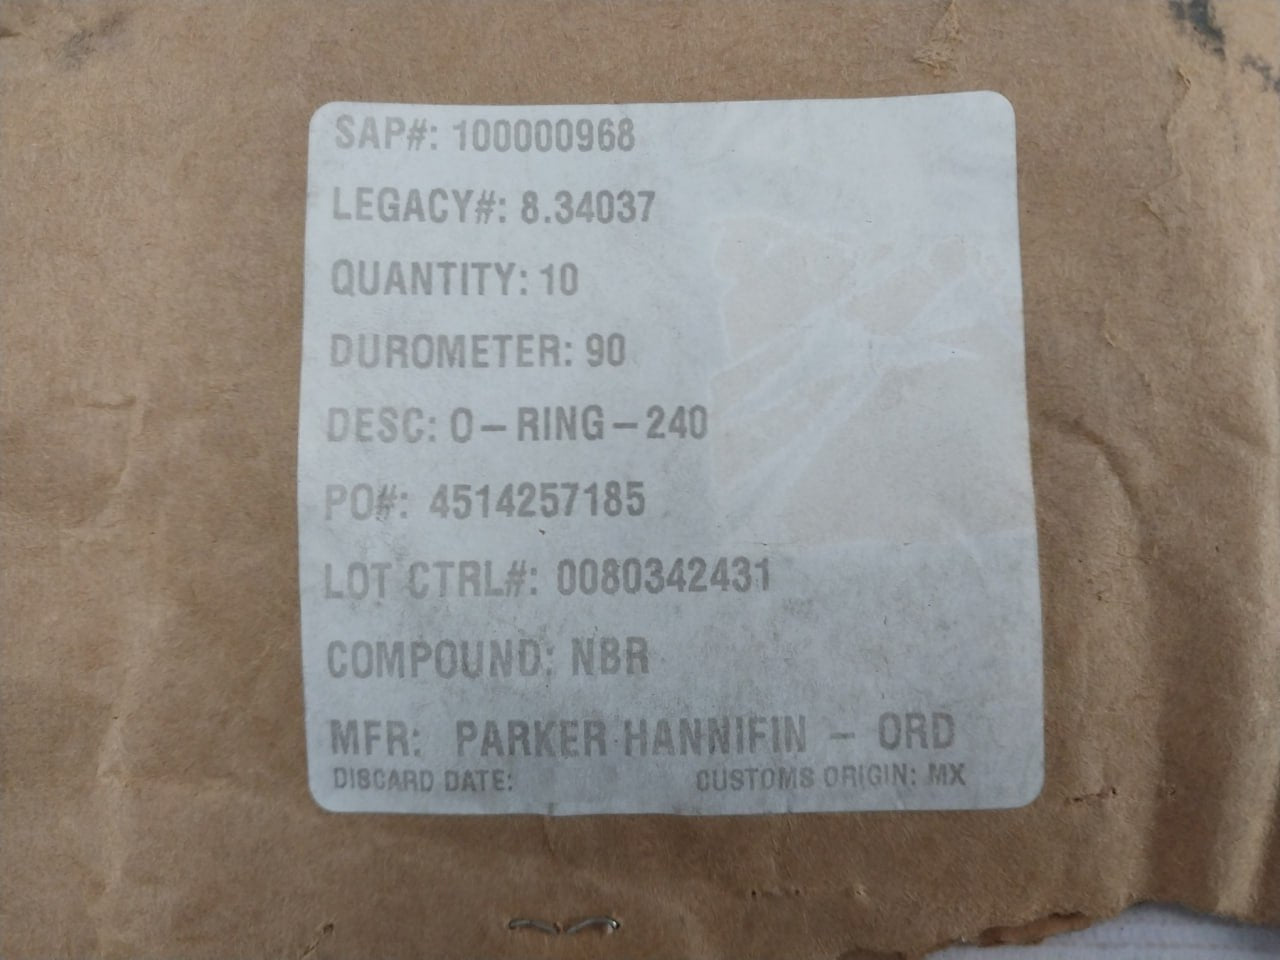 SAP#: 100000968
LEGACY#: 8.34037
QUANTITY: 10
DUROMETER: 90
DESC: O-RING-240
PO#: 4514257185
LOT CTRL#: 0080342431
COMPOUND: NBR
MFR: PARKER HANNIFIN - ORD
DISCARD DATE: CUSTOMS ORIGIN: MX